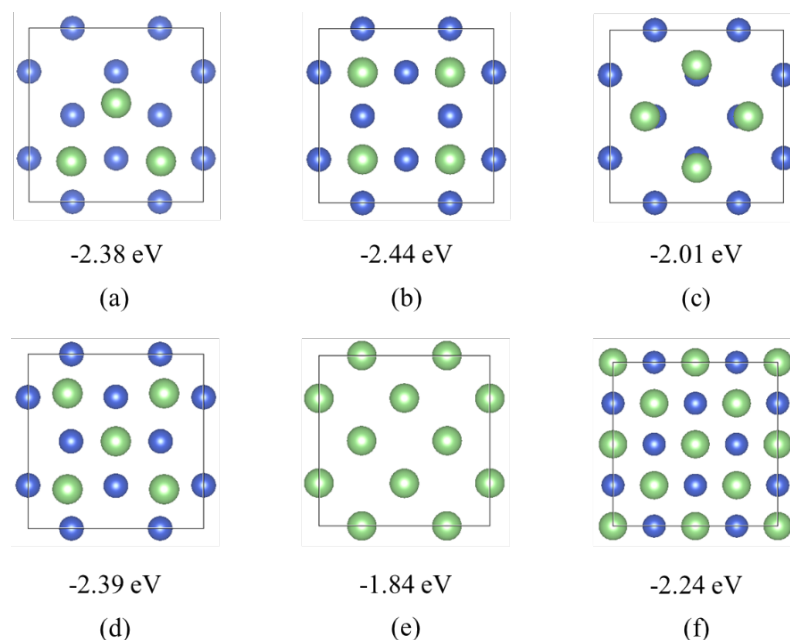 -2.38 eV
-2.44 eV
-2.01 eV
(a)
(b)
(c)
-2.39 eV
-1.84 eV
-2.24 eV
(d)
(e)
(f)